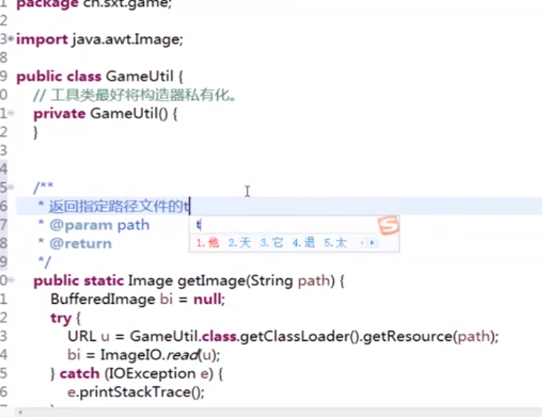 1 package cn.sxt.game;
2
3 import java.awt.Image;
8
9 public class GameUtil {
0 // 工具类最好将构造器私有化。
1 private GameUtil() {
2 }
3
4
5 /**
6 * 返回指定路径文件的t
7 * @param path
t
8 * @return
1.他 2.天 3.它 4.退 5.太
9 */
0 public static Image getImage(String path) {
1 BufferedImage bi = null;
2 try {
3 URL u = GameUtil.class.getClassLoader().getResource(path);
4 bi = ImageIO.read(u);
5 } catch (IOException e) {
6 e.printStackTrace();